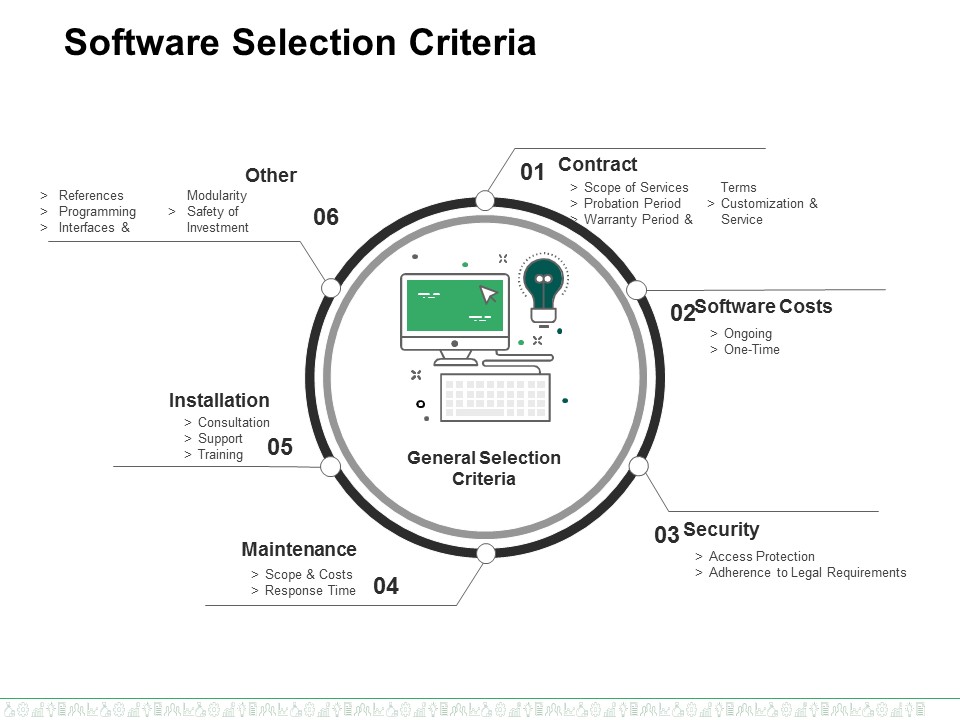 Software Selection Criteria
01
Contract
> Scope of Services
> Probation Period
> Warranty Period &
Terms
> Customization &
Service
02
Software Costs
> Ongoing
> One-Time
03
Security
> Access Protection
> Adherence to Legal Requirements
04
Maintenance
> Scope & Costs
> Response Time
05
Installation
> Consultation
> Support
> Training
06
Other
> References
> Programming
> Interfaces &
Modularity
> Safety of
Investment
General Selection
Criteria